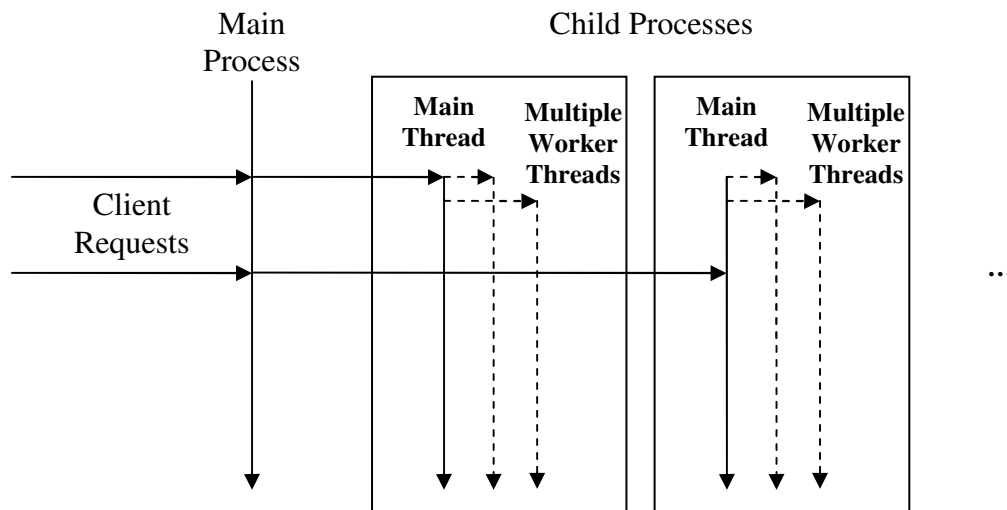 Main
Process
Child Processes
Main
Thread
Multiple
Worker
Threads
Main
Thread
Multiple
Worker
Threads
Client
Requests
...